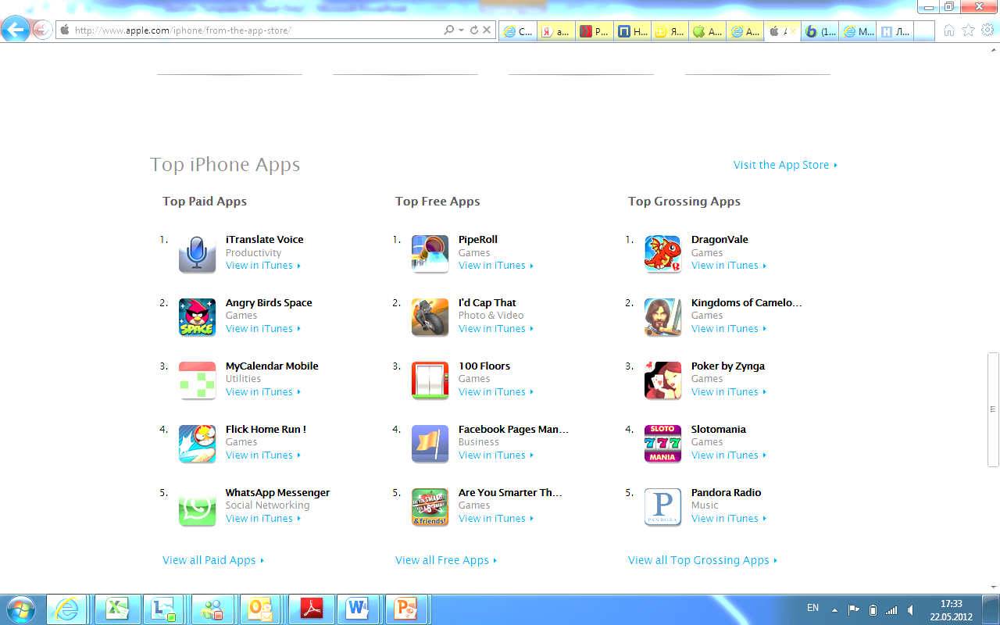 http://www.apple.com/iphone/from-the-app-store/
Top iPhone Apps
Visit the App Store
Top Paid Apps
1.
iTranslate Voice
Productivity
View in iTunes
2.
Angry Birds Space
Games
View in iTunes
3.
MyCalendar Mobile
Utilities
View in iTunes
4.
Flick Home Run !
Games
View in iTunes
5.
WhatsApp Messenger
Social Networking
View in iTunes
View all Paid Apps
Top Free Apps
1.
PipeRoll
Games
View in iTunes
2.
I'd Cap That
Photo & Video
View in iTunes
3.
100 Floors
Games
View in iTunes
4.
Facebook Pages Man...
Business
View in iTunes
5.
Are You Smarter Th...
Games
View in iTunes
View all Free Apps
Top Grossing Apps
1.
DragonVale
Games
View in iTunes
2.
Kingdoms of Camelo...
Games
View in iTunes
3.
Poker by Zynga
Games
View in iTunes
4.
SLOTO
777
MANIA
Slotomania
Games
View in iTunes
5.
P
PANDORA
Pandora Radio
Music
View in iTunes
View all Top Grossing Apps
SPACE
& friends!
EN
17:33
22.05.2012